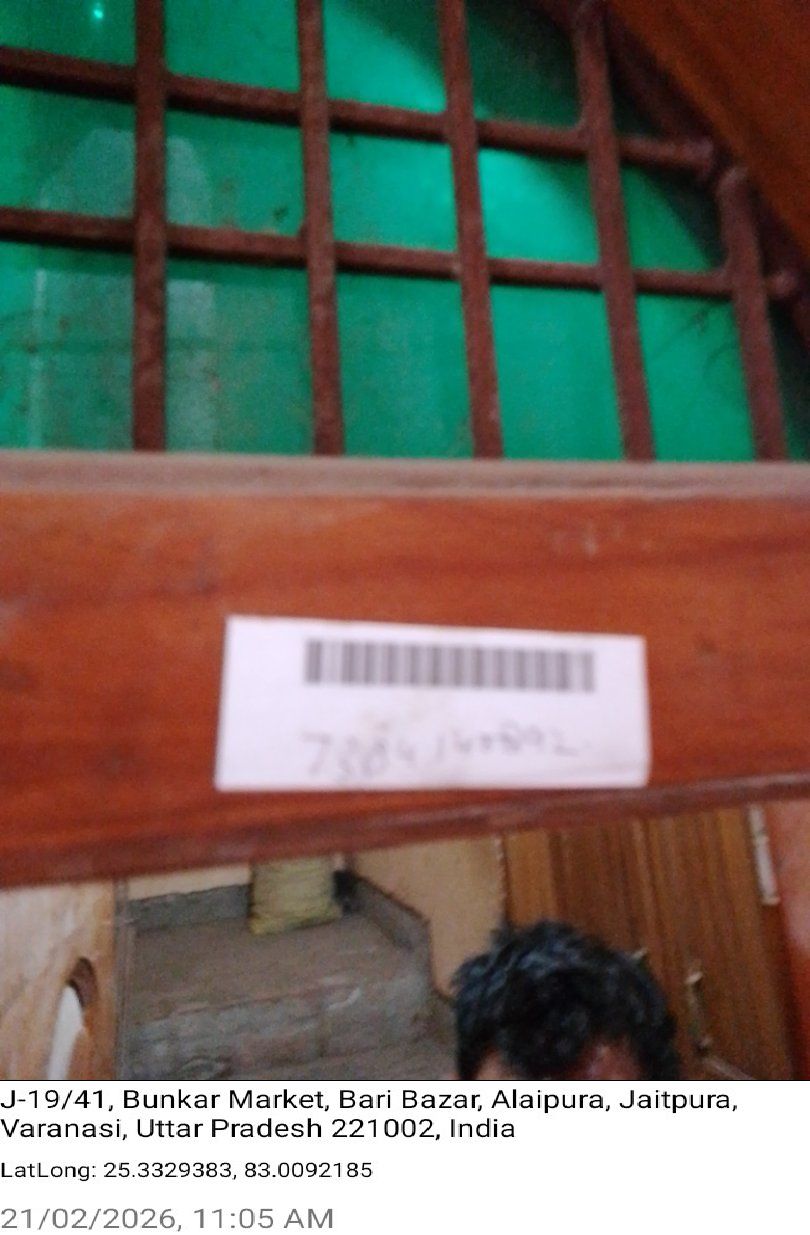 J-19/41, Bunkar Market, Bari Bazar, Alaipura, Jaitpura,
Varanasi, Uttar Pradesh 221002, India
LatLong: 25.3329383, 83.0092185
21/02/2026, 11:05 AM